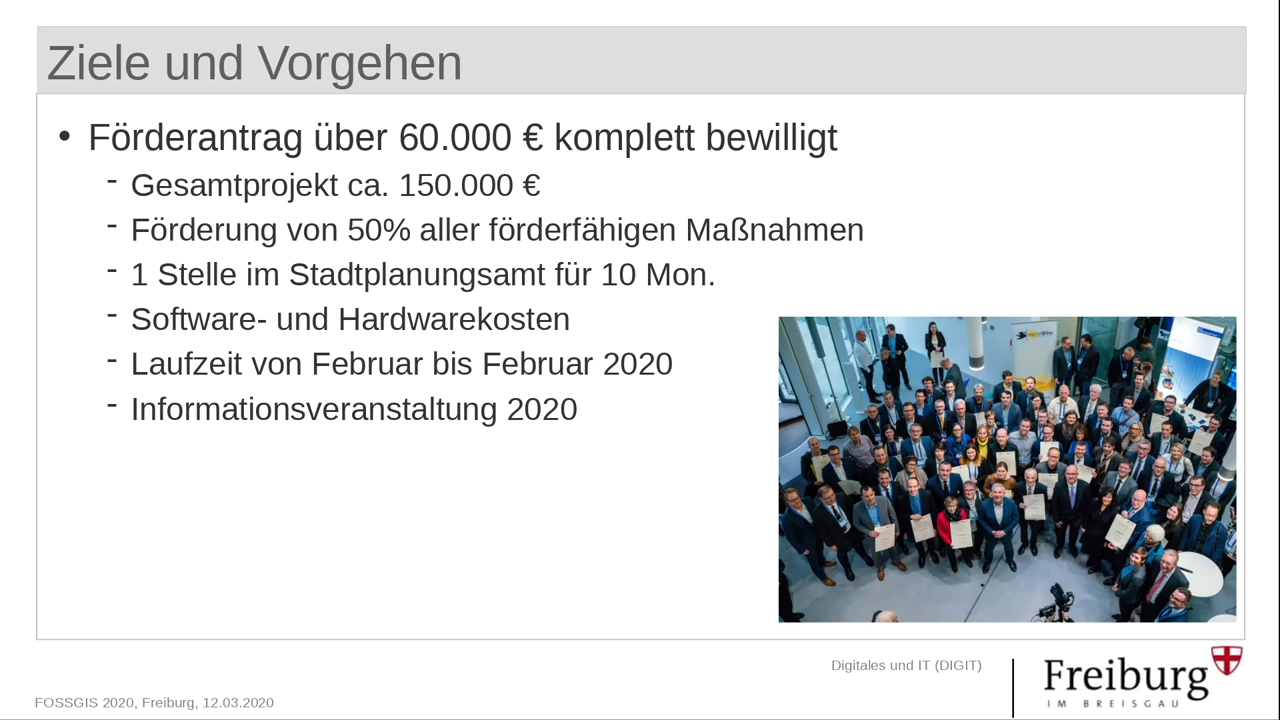 Ziele und Vorgehen
• Förderantrag über 60.000 € komplett bewilligt
- Gesamtprojekt ca. 150.000 €
- Förderung von 50% aller förderfähigen Maßnahmen
- 1 Stelle im Stadtplanungsamt für 10 Mon.
- Software- und Hardwarekosten
- Laufzeit von Februar bis Februar 2020
- Informationsveranstaltung 2020
Digitales und IT (DIGIT)
Freiburg
IM BREISGAU
FOSSGIS 2020, Freiburg, 12.03.2020